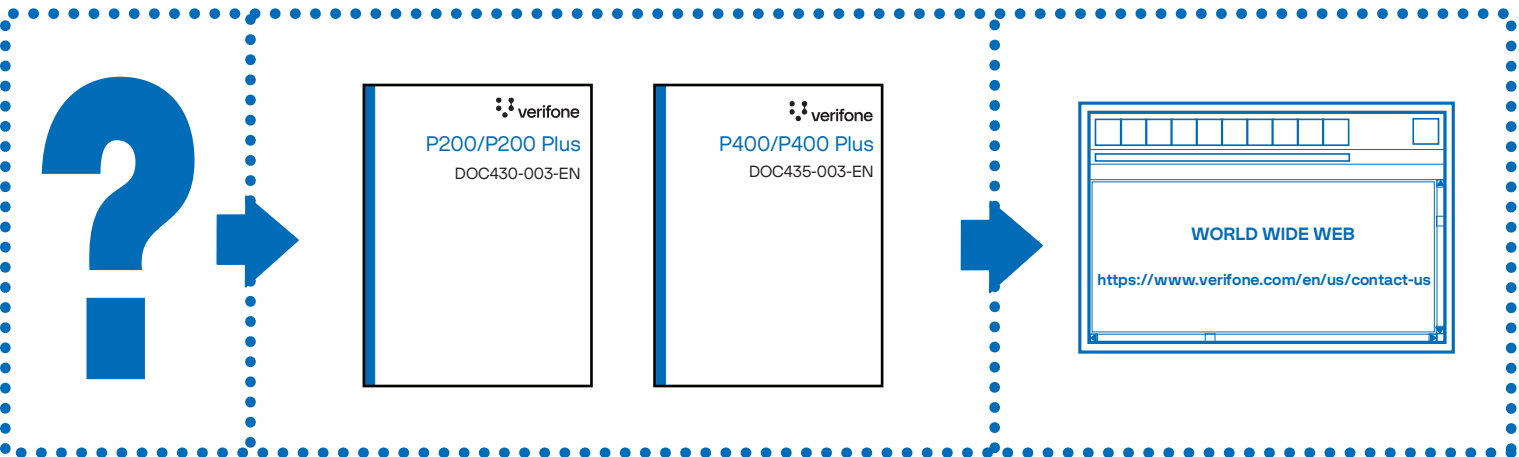 ?
verifone
P200/P200 Plus
DOC430-003-EN
verifone
P400/P400 Plus
DOC435-003-EN
WORLD WIDE WEB
https://www.verifone.com/en/us/contact-us